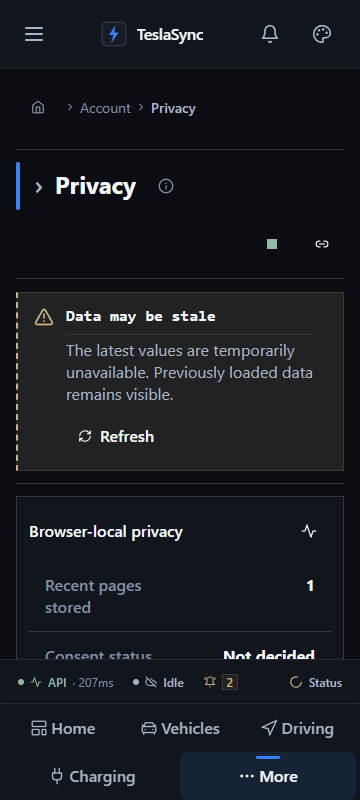 TeslaSync
Account
Privacy
Privacy
Data may be stale
The latest values are temporarily
unavailable. Previously loaded data
remains visible.
Refresh
Browser-local privacy
Recent pages
stored
1
Consent status
Not decided
API · 207ms
Idle
2
Status
Home
Vehicles
Driving
Charging
More